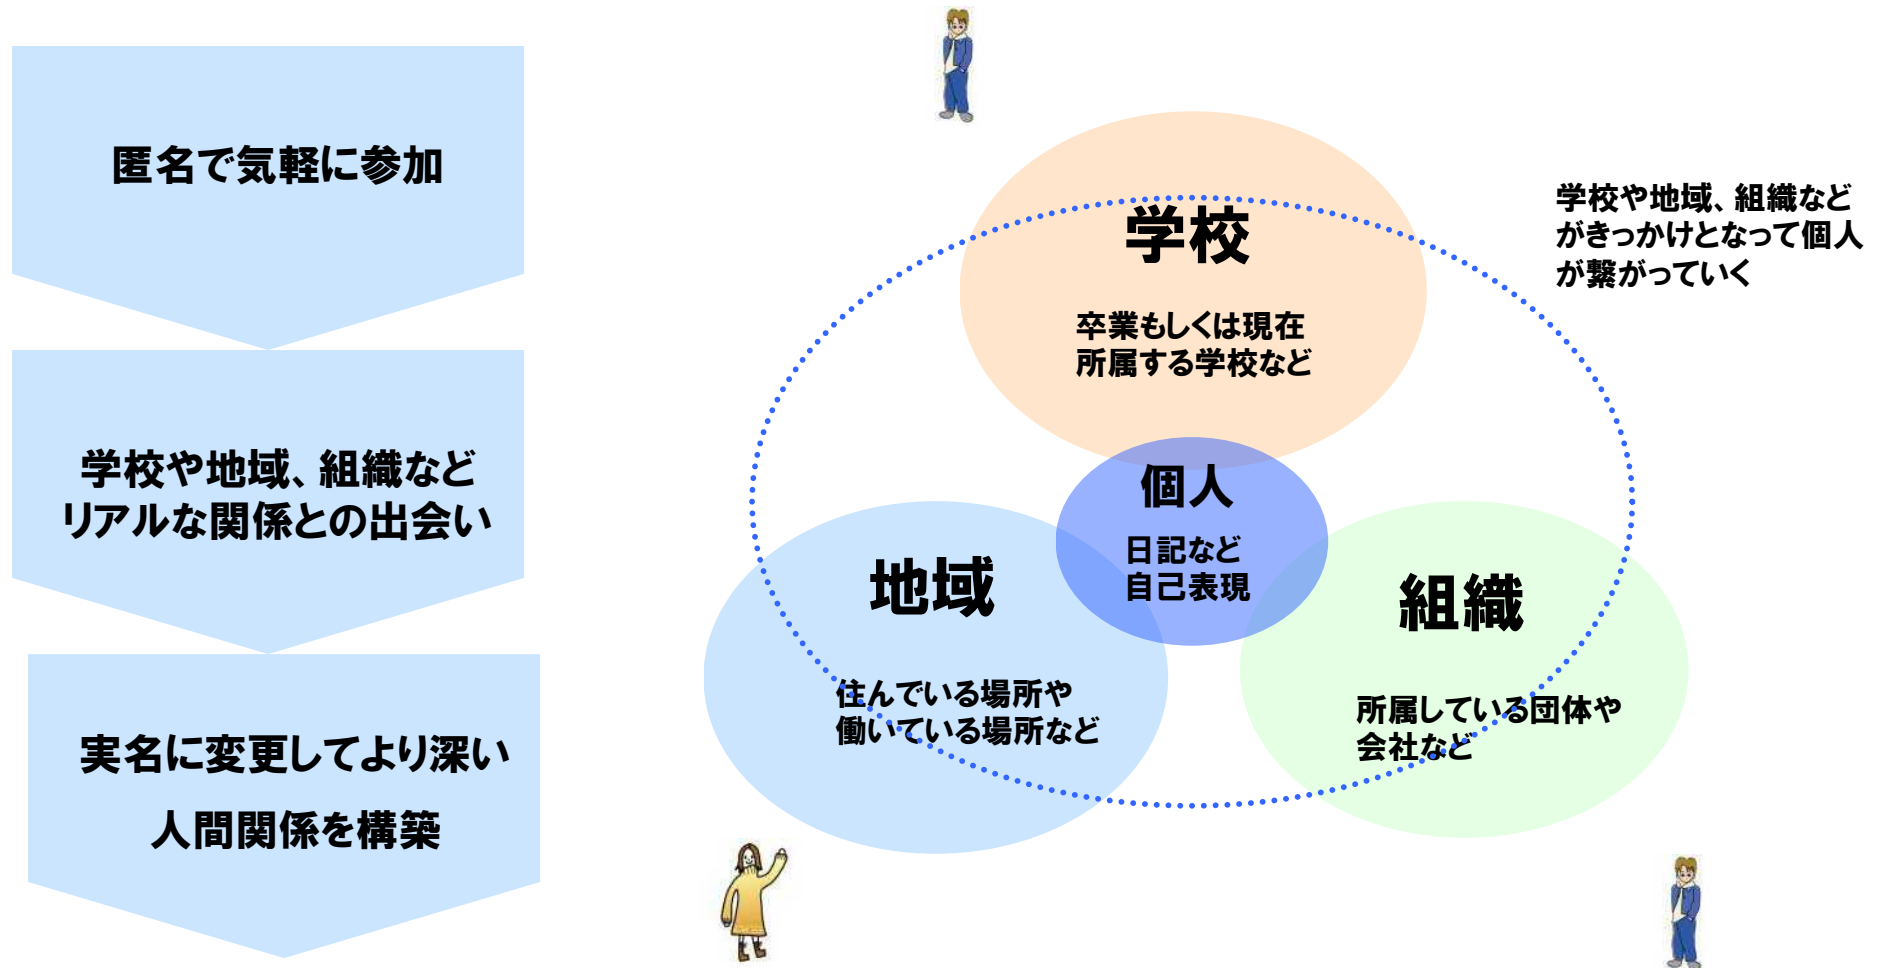 匿名で気軽に参加
学校や地域、組織など
リアルな関係との出会い
実名に変更してより深い
人間関係を構築
学校
卒業もしくは現在
所属する学校など
学校や地域、組織など
がきっかけとなって個人
が繋がっていく
個人
日記など
自己表現
地域
住んでいる場所や
働いている場所など
組織
所属している団体や
会社など